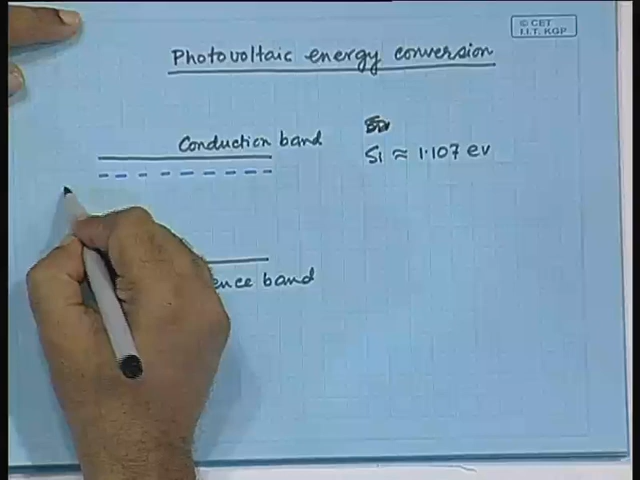 © CET
I.I.T. KGP
Photovoltaic energy conversion
Conduction band
Si ≈ 1.107 ev
ence band